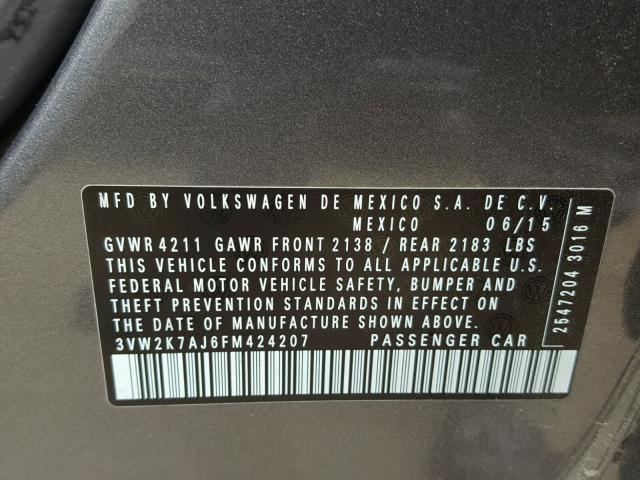 MFD BY VOLKSWAGEN DE MEXICO S.A. DE C.V.
MEXICO 06/15
GVWR 4211 GAWR FRONT 2138 / REAR 2183 LBS
THIS VEHICLE CONFORMS TO ALL APPLICABLE U.S.
FEDERAL MOTOR VEHICLE SAFETY, BUMPER AND
THEFT PREVENTION STANDARDS IN EFFECT ON
THE DATE OF MANUFACTURE SHOWN ABOVE.
3VW2K7AJ6FM424207 PASSENGER CAR
2547204 3016 M